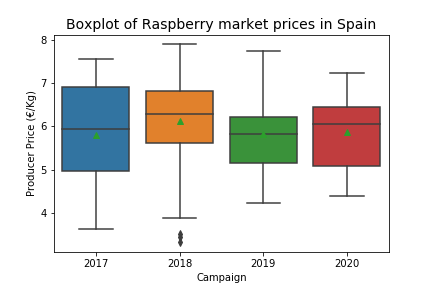 Boxplot of Raspberry market prices in Spain
8
7
6
5
4
Producer Price (€/Kg)
2017 2018 2019 2020
Campaign